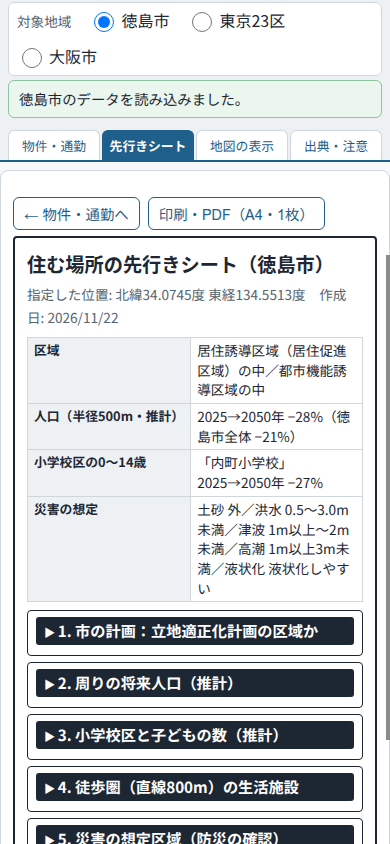 対象地域 徳島市 東京23区
大阪市
徳島市のデータを読み込みました。
物件・通勤 先行きシート 地図の表示 出典・注意
← 物件・通勤へ 印刷・PDF（A4・1枚）
住む場所の先行きシート（徳島市）
指定した位置: 北緯34.0745度 東経134.5513度 作成
日: 2026/11/22
区域 居住誘導区域（居住促進
区域）の中／都市機能誘
導区域の中
人口（半径500m・推計） 2025→2050年 −28%（徳
島市全体 −21%）
小学校区の0〜14歳 「内町小学校」
2025→2050年 −27%
災害の想定 土砂 外／洪水 0.5〜3.0m
未満／津波 1m以上〜2m
未満／高潮 1m以上3m未
満／液状化 液状化しやす
い
▶ 1. 市の計画：立地適正化計画の区域か
▶ 2. 周りの将来人口（推計）
▶ 3. 小学校区と子どもの数（推計）
▶ 4. 徒歩圏（直線800m）の生活施設
▶ 5. 災害の想定区域（防災の確認）